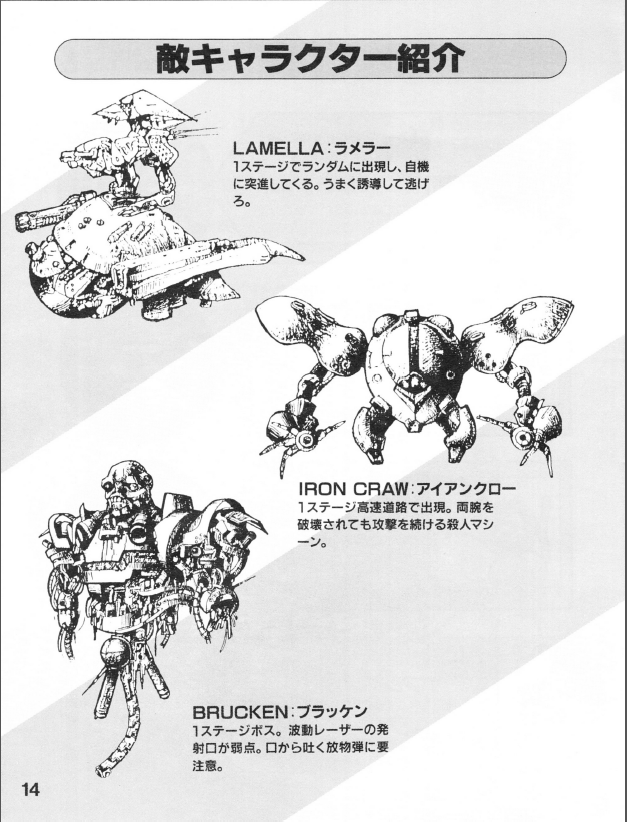 敵キャラクター紹介
LAMELLA:ラメラー
1ステージでランダムに出現し、自機
に突進してくる。うまく誘導して逃げ
ろ。
IRON CRAW:アイアンクロー
1ステージ高速道路で出現。両腕を
破壊されても攻撃を続ける殺人マシ
ーン。
BRUCKEN:ブラッケン
1ステージボス。波動レーザーの発
射口が弱点。口から吐く放物弾に要
注意。
14